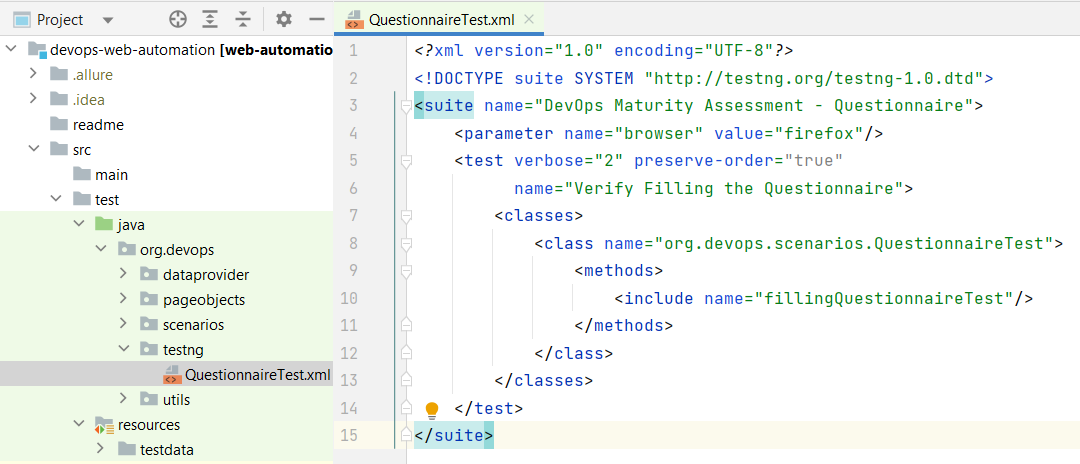 Project
QuestionnaireTest.xml
devops-web-automation [web-automatio
.allure
.idea
readme
src
main
test
java
org.devops
dataprovider
pageobjects
scenarios
testng
QuestionnaireTest.xml
utils
resources
testdata
1 <?xml version="1.0" encoding="UTF-8"?>
2 <!DOCTYPE suite SYSTEM "http://testng.org/testng-1.0.dtd">
3 <suite name="DevOps Maturity Assessment - Questionnaire">
4 <parameter name="browser" value="firefox"/>
5 <test verbose="2" preserve-order="true"
6 name="Verify Filling the Questionnaire">
7 <classes>
8 <class name="org.devops.scenarios.QuestionnaireTest">
9 <methods>
10 <include name="fillingQuestionnaireTest"/>
11 </methods>
12 </class>
13 </classes>
14 </test>
15 </suite>